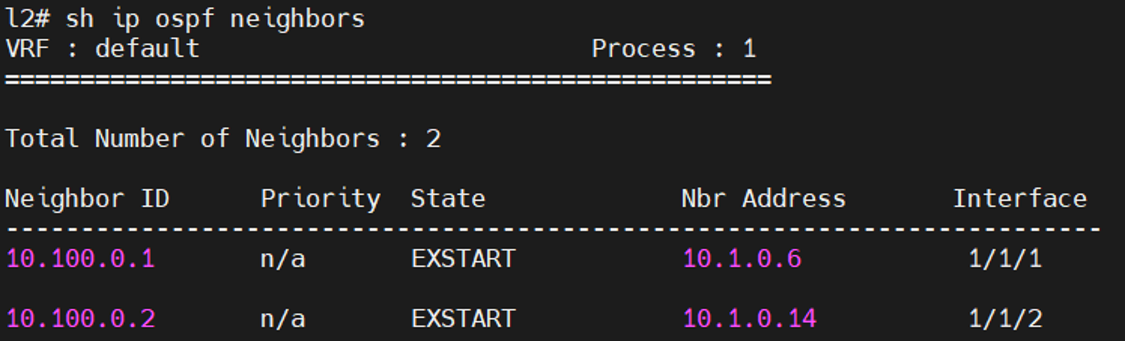 l2# sh ip ospf neighbors
VRF : default                          Process : 1
===================================================

Total Number of Neighbors : 2

Neighbor ID      Priority  State             Nbr Address       Interface
-------------------------------------------------------------------------
10.100.0.1       n/a       EXSTART           10.1.0.6           1/1/1

10.100.0.2       n/a       EXSTART           10.1.0.14          1/1/2